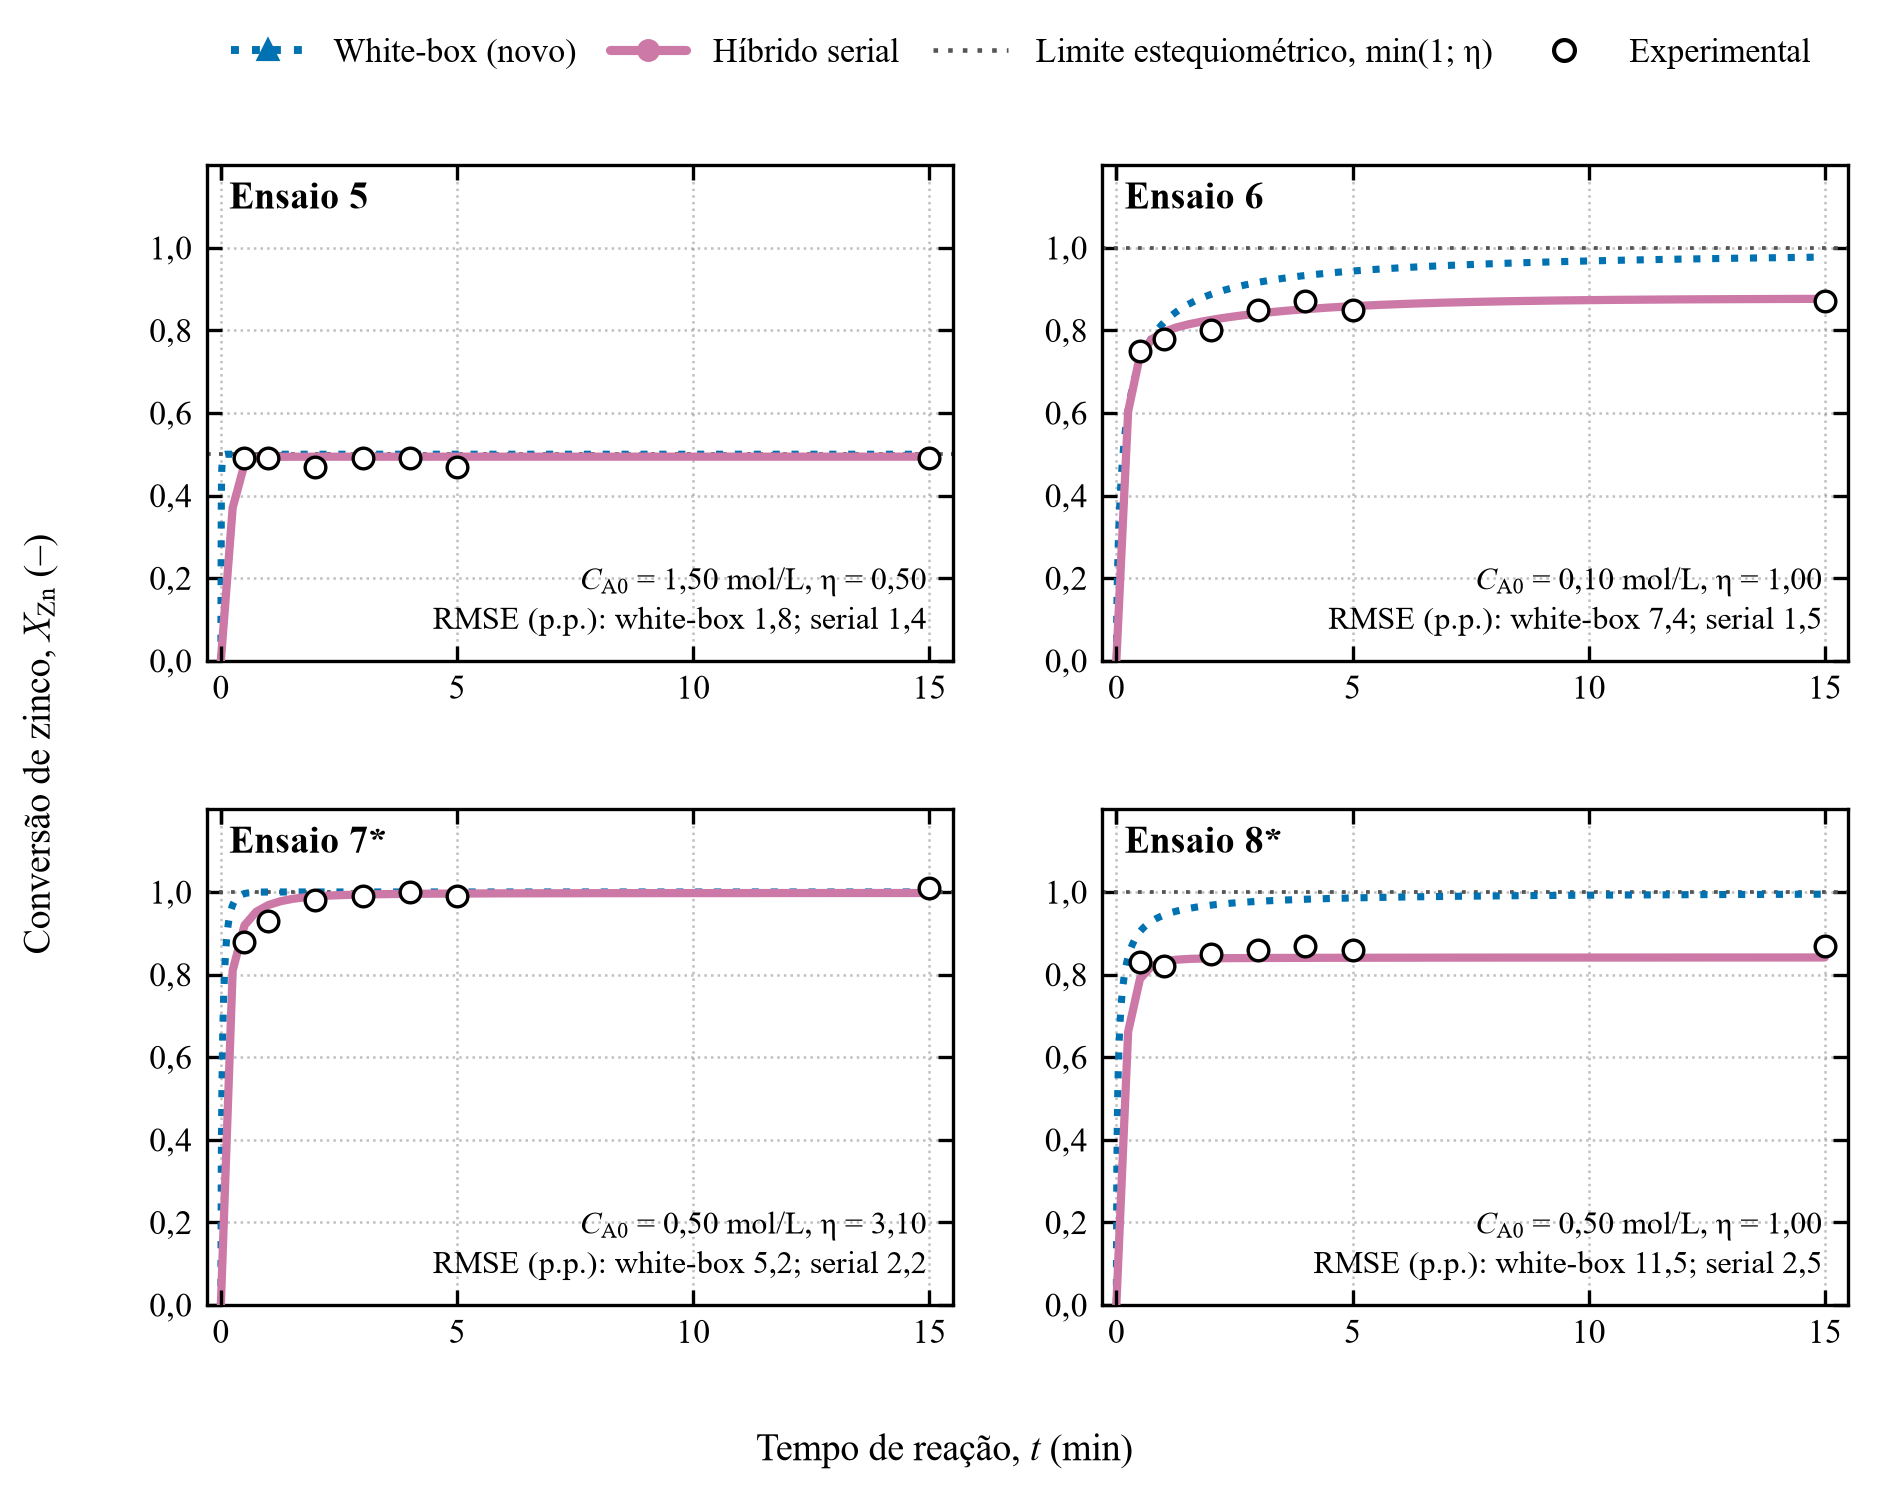 White-box (novo) Híbrido serial Limite estequiométrico, min(1; η) Experimental
Conversão de zinco, XZn (−)
Ensaio 5
1,0
0,8
0,6
0,4
0,2
0,0
CA0 = 1,50 mol/L, η = 0,50
RMSE (p.p.): white-box 1,8; serial 1,4
0 5 10 15
Ensaio 6
1,0
0,8
0,6
0,4
0,2
0,0
CA0 = 0,10 mol/L, η = 1,00
RMSE (p.p.): white-box 7,4; serial 1,5
0 5 10 15
Ensaio 7*
1,0
0,8
0,6
0,4
0,2
0,0
CA0 = 0,50 mol/L, η = 3,10
RMSE (p.p.): white-box 5,2; serial 2,2
0 5 10 15
Ensaio 8*
1,0
0,8
0,6
0,4
0,2
0,0
CA0 = 0,50 mol/L, η = 1,00
RMSE (p.p.): white-box 11,5; serial 2,5
0 5 10 15
Tempo de reação, t (min)